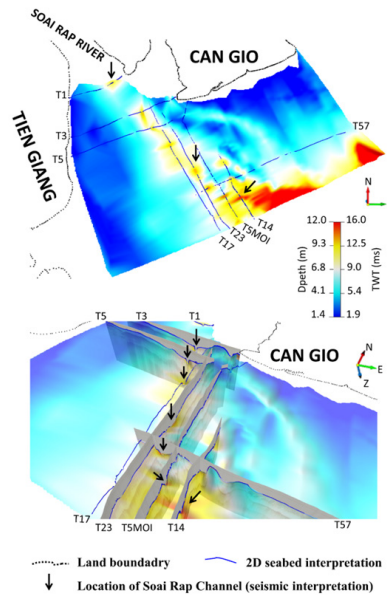 SOAI RAP RIVER
CAN GIO
T1
TIEN GIANG
T3
T5
T57
N
T14
T5MOI
T23
T17
12.0 16.0
9.3 12.4
6.8 9.1
4.1 5.5
1.4 1.9
Dpeth (m)
TWT (ms)
T5 T3 T1
CAN GIO
N
E
Z
T17
T23
T5MOI
T14
T57
Land boundadry
2D seabed interpretation
Location of Soai Rap Channel (seismic interpretation)